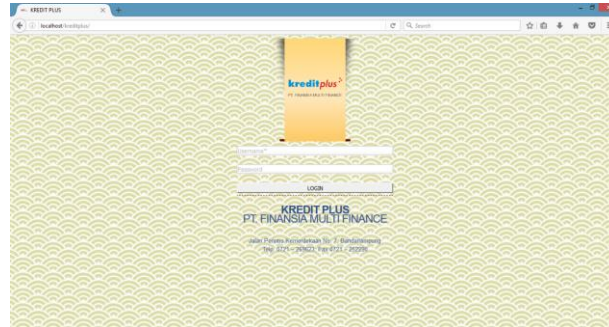 KREDIT PLUS
localhost/kreditplus/
Search
kreditplus
PT. FINANSIA MULTI FINANCE
Username*
Password
LOGIN
KREDIT PLUS
PT. FINANSIA MULTI FINANCE
Jalan Perintis Kemerdekaan No. 7, Bandarlampung